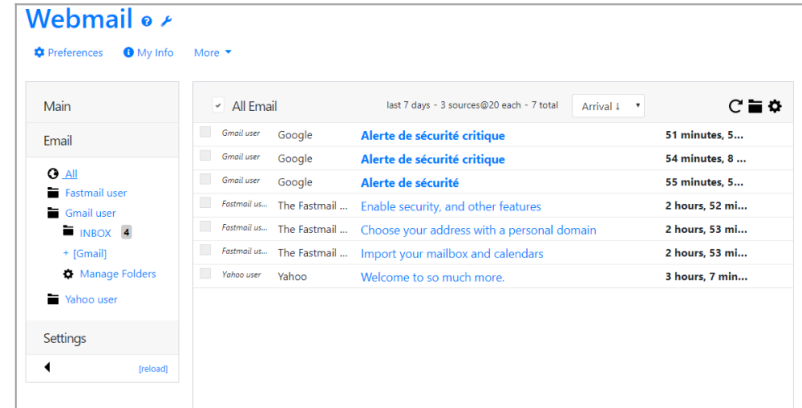 Webmail
Preferences My Info More
Main
Email
All
Fastmail user
Gmail user
INBOX 4
+ [Gmail]
Manage Folders
Yahoo user
Settings
[reload]
All Email last 7 days - 3 sources@20 each - 7 total Arrival ↓
Gmail user Google Alerte de sécurité critique 51 minutes, 5...
Gmail user Google Alerte de sécurité critique 54 minutes, 8 ...
Gmail user Google Alerte de sécurité 55 minutes, 5...
Fastmail us... The Fastmail ... Enable security, and other features 2 hours, 52 mi...
Fastmail us... The Fastmail ... Choose your address with a personal domain 2 hours, 53 mi...
Fastmail us... The Fastmail ... Import your mailbox and calendars 2 hours, 53 mi...
Yahoo user Yahoo Welcome to so much more. 3 hours, 7 min...